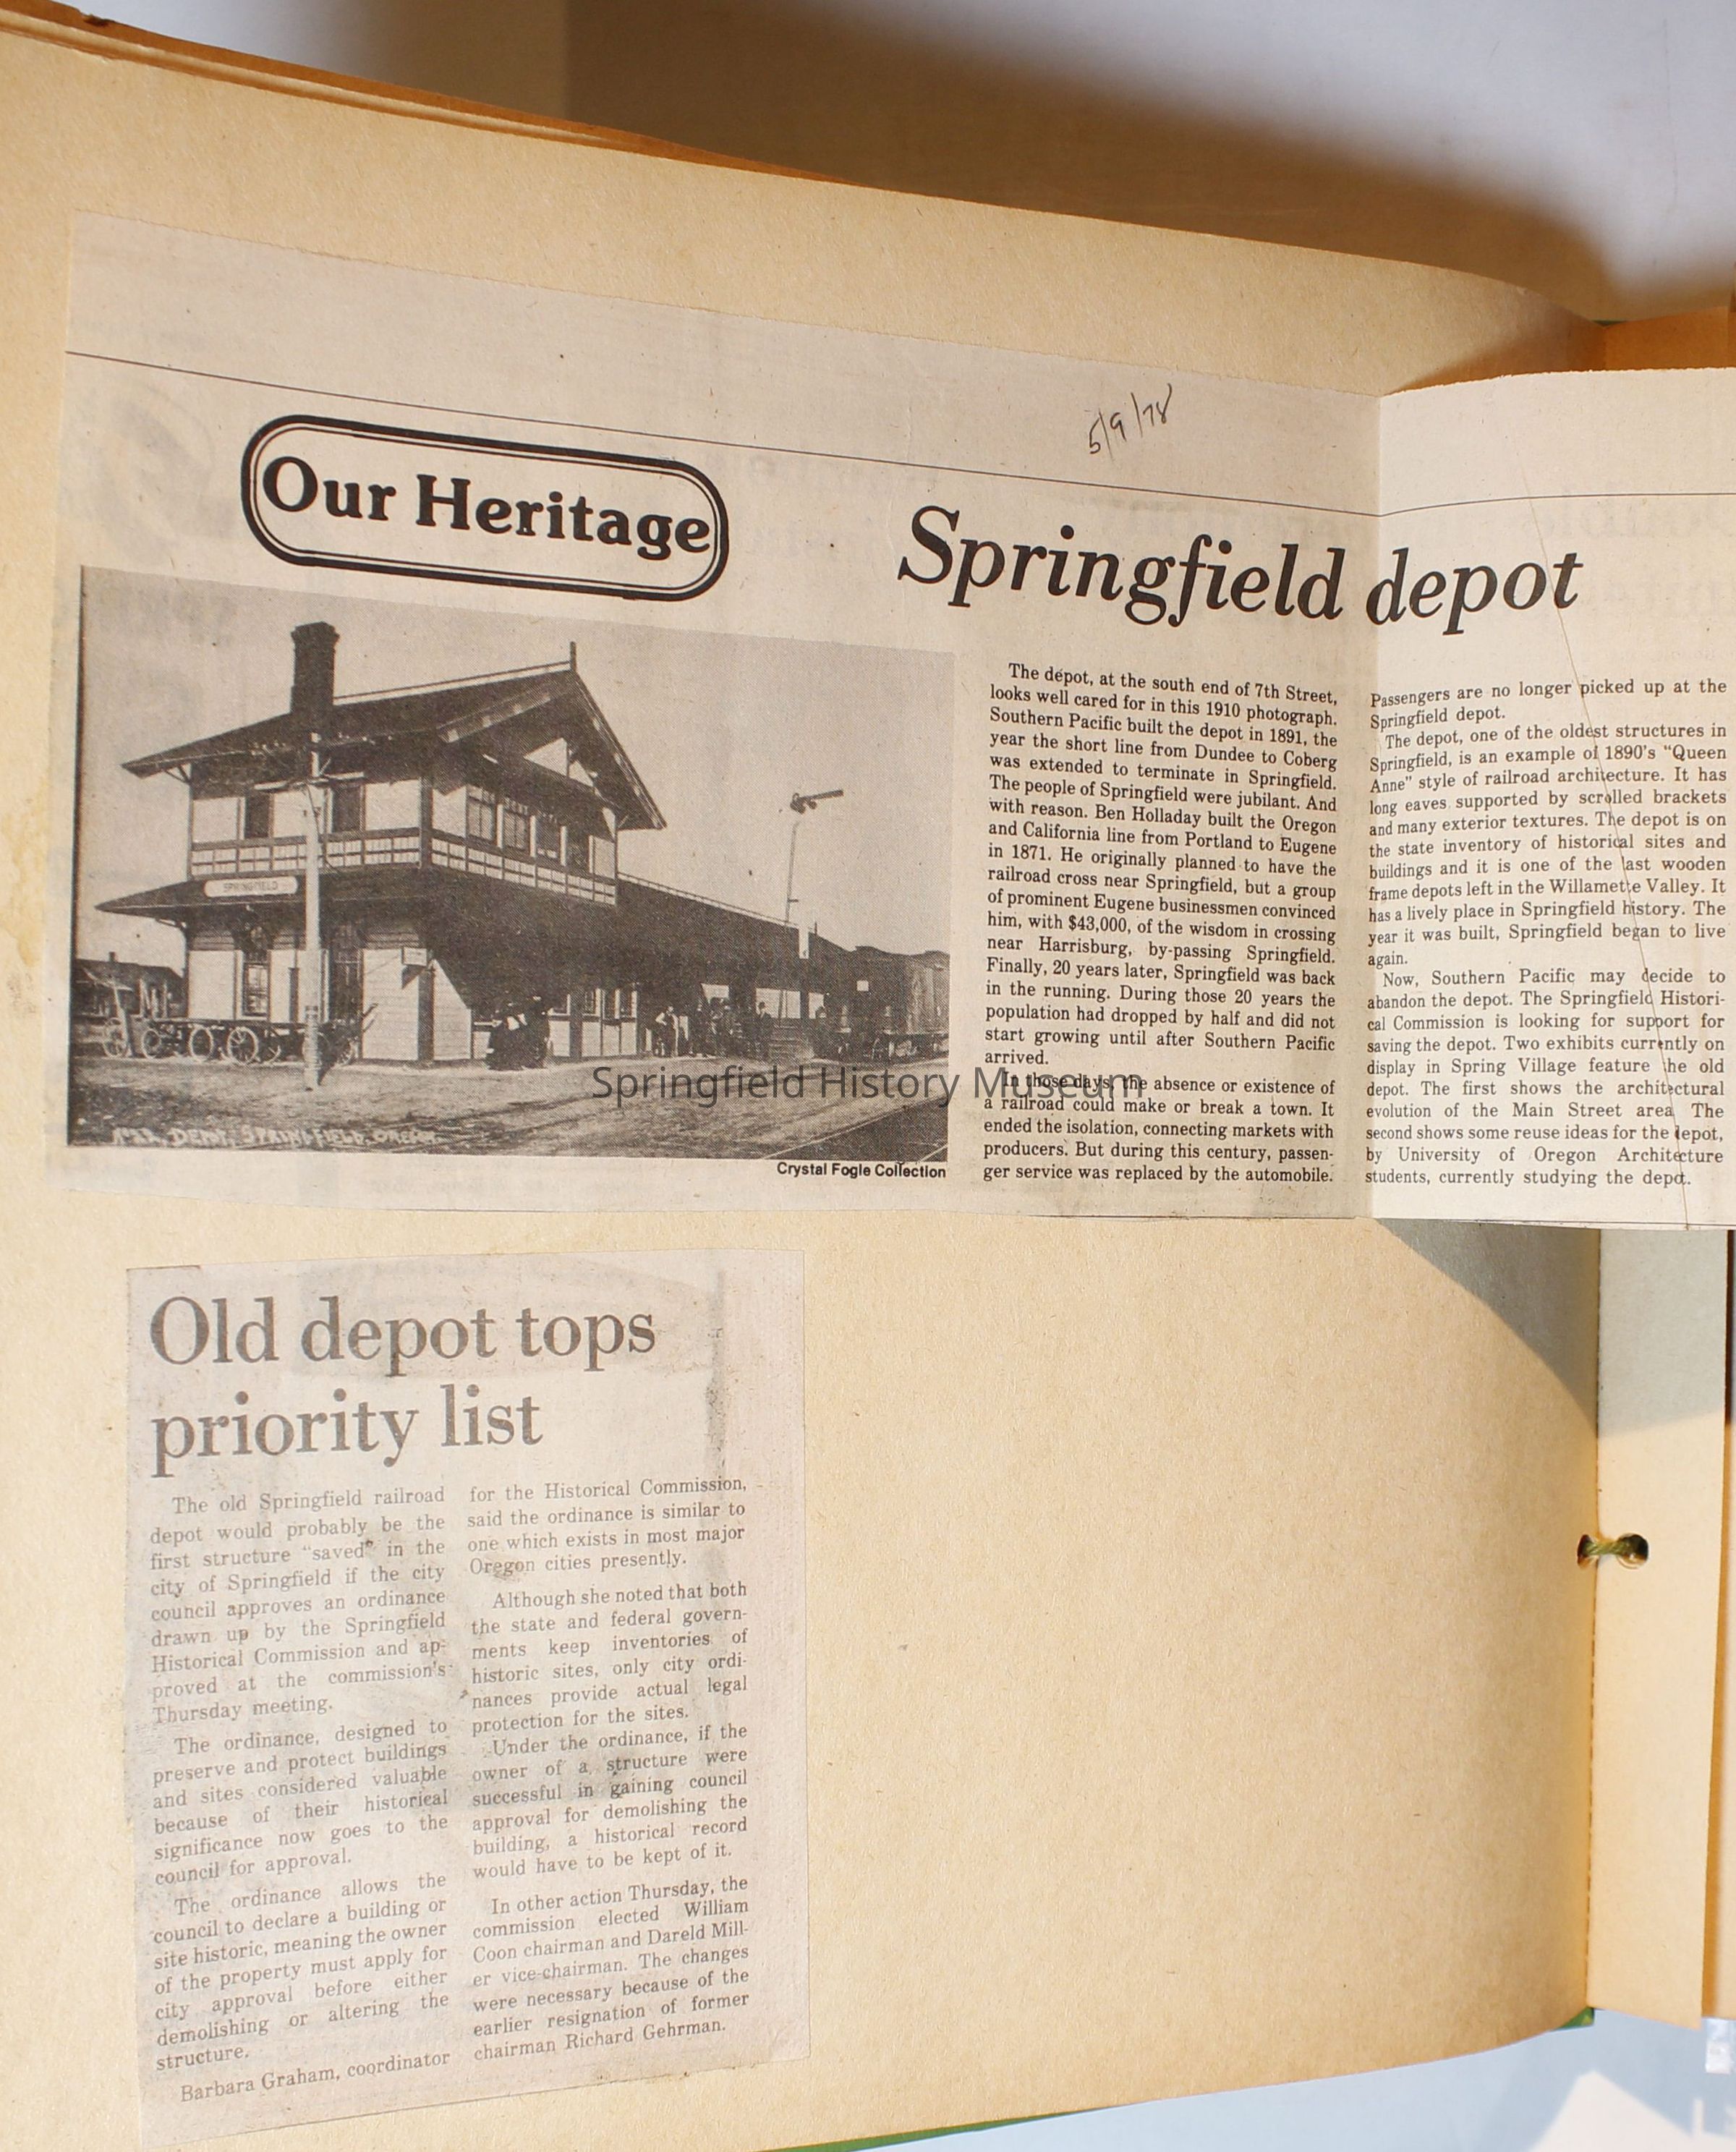 5/9/78
Our Heritage
Springfield depot
SPRINGFIELD
DEPOT, SPRINGFIELD, OREGON.
Crystal Fogle Collection
The depot, at the south end of 7th Street,
looks well cared for in this 1910 photograph.
Southern Pacific built the depot in 1891, the
year the short line from Dundee to Coberg
was extended to terminate in Springfield.
The people of Springfield were jubilant. And
with reason. Ben Holladay built the Oregon
and California line from Portland to Eugene
in 1871. He originally planned to have the
railroad cross near Springfield, but a group
of prominent Eugene businessmen convinced
him, with $43,000, of the wisdom in crossing
near Harrisburg, by-passing Springfield.
Finally, 20 years later, Springfield was back
in the running. During those 20 years the
population had dropped by half and did not
start growing until after Southern Pacific
arrived.
In those days, the absence or existence of
a railroad could make or break a town. It
ended the isolation, connecting markets with
producers. But during this century, passen-
ger service was replaced by the automobile.
Passengers are no longer picked up at the
Springfield depot.
The depot, one of the oldest structures in
Springfield, is an example of 1890's "Queen
Anne" style of railroad architecture. It has
long eaves supported by scrolled brackets
and many exterior textures. The depot is on
the state inventory of historical sites and
buildings and it is one of the last wooden
frame depots left in the Willamette Valley. It
has a lively place in Springfield history. The
year it was built, Springfield began to live
again.
Now, Southern Pacific may decide to
abandon the depot. The Springfield Histori-
cal Commission is looking for support for
saving the depot. Two exhibits currently on
display in Spring Village feature the old
depot. The first shows the architectural
evolution of the Main Street area. The
second shows some reuse ideas for the depot,
by University of Oregon Architecture
students, currently studying the depot.
Springfield History Museum
Old depot tops
priority list
The old Springfield railroad
depot would probably be the
first structure "saved" in the
city of Springfield if the city
council approves an ordinance
drawn up by the Springfield
Historical Commission and ap-
proved at the commission's
Thursday meeting.
The ordinance, designed to
preserve and protect buildings
and sites considered valuable
because of their historical
significance now goes to the
council for approval.
The ordinance allows the
council to declare a building or
site historic, meaning the owner
of the property must apply for
city approval before either
demolishing or altering the
structure.
Barbara Graham, coordinator
for the Historical Commission,
said the ordinance is similar to
one which exists in most major
Oregon cities presently.
Although she noted that both
the state and federal govern-
ments keep inventories of
historic sites, only city ordi-
nances provide actual legal
protection for the sites.
Under the ordinance, if the
owner of a structure were
successful in gaining council
approval for demolishing the
building, a historical record
would have to be kept of it.
In other action Thursday, the
commission elected William
Coon chairman and Dareld Mill-
er vice-chairman. The changes
were necessary because of the
earlier resignation of former
chairman Richard Gehrman.